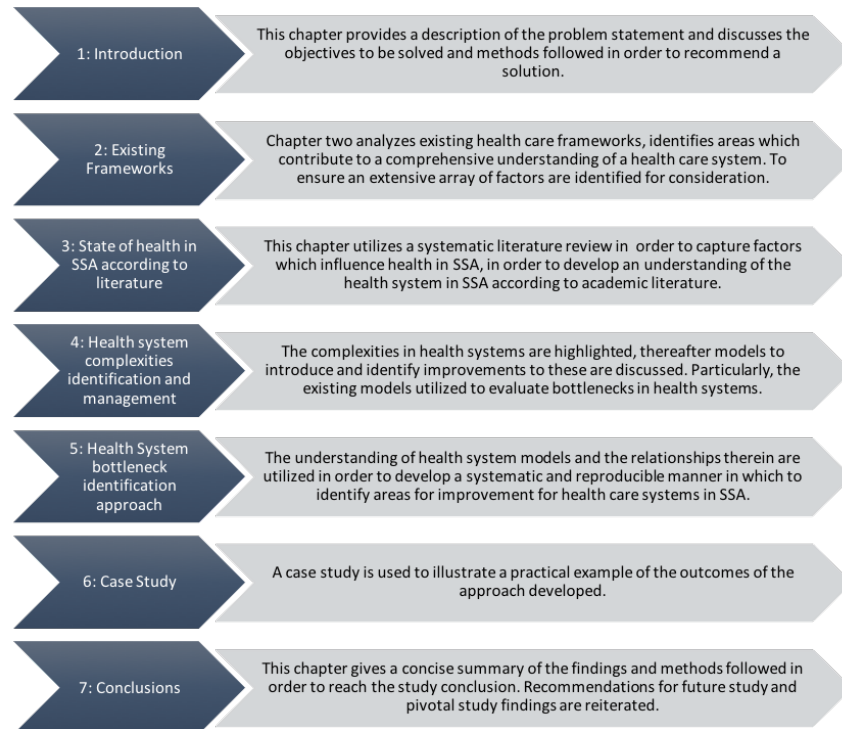 1: Introduction
This chapter provides a description of the problem statement and discusses the
objectives to be solved and methods followed in order to recommend a
solution.
2: Existing
Frameworks
Chapter two analyzes existing health care frameworks, identifies areas which
contribute to a comprehensive understanding of a health care system. To
ensure an extensive array of factors are identified for consideration.
3: State of health in
SSA according to
literature
This chapter utilizes a systematic literature review in order to capture factors
which influence health in SSA, in order to develop an understanding of the
health system in SSA according to academic literature.
4: Health system
complexities
identification and
management
The complexities in health systems are highlighted, thereafter models to
introduce and identify improvements to these are discussed. Particularly, the
existing models utilized to evaluate bottlenecks in health systems.
5: Health System
bottleneck
identification
approach
The understanding of health system models and the relationships therein are
utilized in order to develop a systematic and reproducible manner in which to
identify areas for improvement for health care systems in SSA.
6: Case Study
A case study is used to illustrate a practical example of the outcomes of the
approach developed.
7: Conclusions
This chapter gives a concise summary of the findings and methods followed in
order to reach the study conclusion. Recommendations for future study and
pivotal study findings are reiterated.